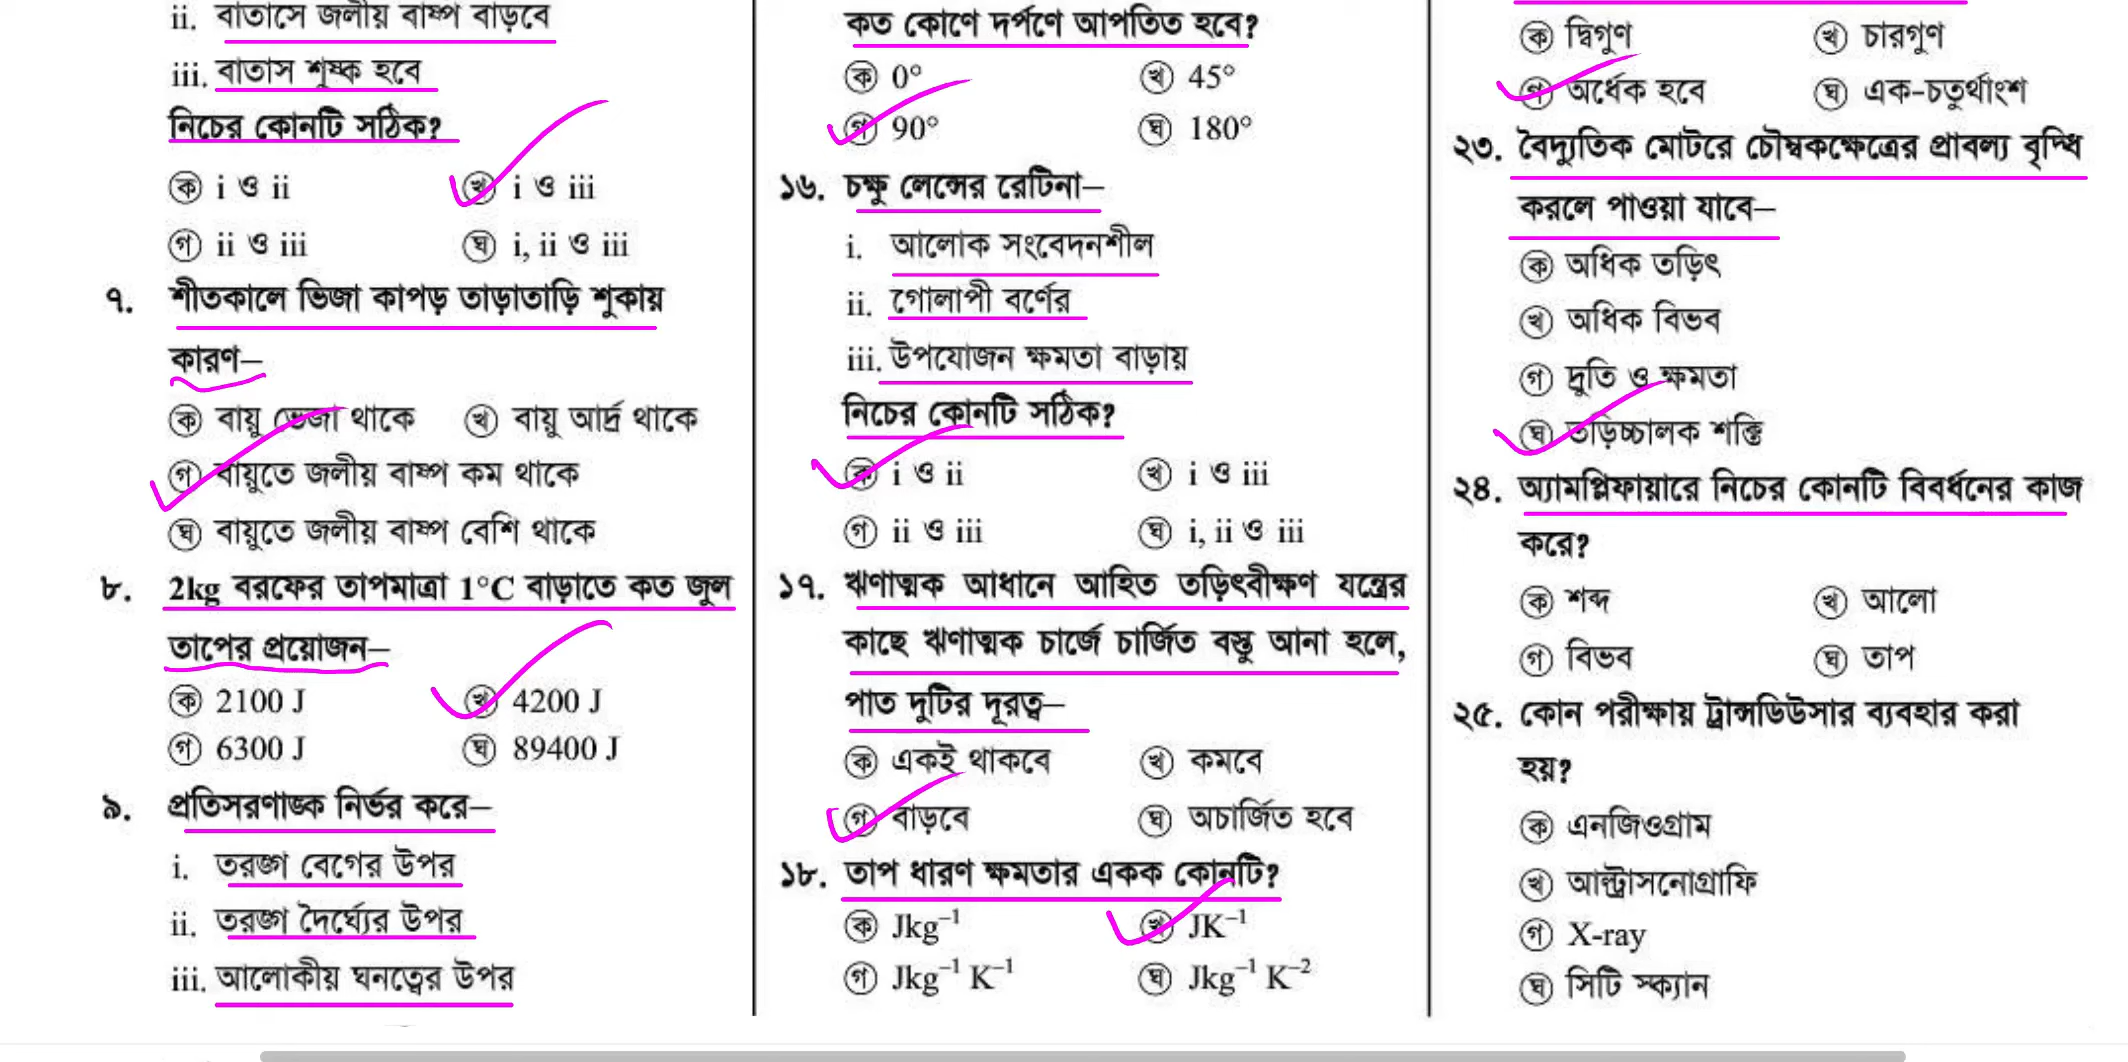 ii. বাতাসে জলীয় বাষ্প বাড়বে
iii. বাতাস শুষ্ক হবে
নিচের কোনটি সঠিক?
ⓚ i ও ii ⓚ i ও iii
গ ii ও iii ঘ i, ii ও iii
৭. শীতকালে ভিজা কাপড় তাড়াতাড়ি শুকায়
কারণ–
ক বায়ু ভেজা থাকে খ বায়ু আর্দ্র থাকে
গ বায়ুতে জলীয় বাষ্প কম থাকে
ঘ বায়ুতে জলীয় বাষ্প বেশি থাকে
৮. 2kg বরফের তাপমাত্রা 1°C বাড়াতে কত জুল
তাপের প্রয়োজন–
ক 2100 J খ 4200 J
গ 6300 J ঘ 89400 J
৯. প্রতিসরণাঙ্ক নির্ভর করে–
i. তরঙ্গ বেগের উপর
ii. তরঙ্গ দৈর্ঘ্যের উপর
iii. আলোকীয় ঘনত্বের উপর
কত কোণে দর্পণে আপতিত হবে?
ক 0° খ 45°
গ 90° ঘ 180°
১৬. চক্ষু লেন্সের রেটিনা–
i. আলোক সংবেদনশীল
ii. গোলাপী বর্ণের
iii. উপযোজন ক্ষমতা বাড়ায়
নিচের কোনটি সঠিক?
ক i ও ii খ i ও iii
গ ii ও iii ঘ i, ii ও iii
১৭. ঋণাত্মক আধানে আহিত তড়িৎবীক্ষণ যন্ত্রের
কাছে ঋণাত্মক চার্জে চার্জিত বস্তু আনা হলে,
পাত দুটির দূরত্ব–
ক একই থাকবে খ কমবে
গ বাড়বে ঘ অচার্জিত হবে
১৮. তাপ ধারণ ক্ষমতার একক কোনটি?
ক Jkg⁻¹ খ JK⁻¹
গ Jkg⁻¹ K⁻¹ ঘ Jkg⁻¹ K⁻²
ক দ্বিগুণ খ চারগুণ
গ অর্ধেক হবে ঘ এক-চতুর্থাংশ
২৩. বৈদ্যুতিক মোটরে চৌম্বকক্ষেত্রের প্রাবল্য বৃদ্ধি
করলে পাওয়া যাবে–
ক অধিক তড়িৎ
খ অধিক বিভব
গ দ্রুতি ও ক্ষমতা
ঘ তড়িচ্চালক শক্তি
২৪. অ্যামপ্লিফায়ারে নিচের কোনটি বিবর্ধনের কাজ
করে?
ক শব্দ খ আলো
গ বিভব ঘ তাপ
২৫. কোন পরীক্ষায় ট্রান্সডিউসার ব্যবহার করা
হয়?
ক এনজিওগ্রাম
খ আল্ট্রাসনোগ্রাফি
গ X-ray
ঘ সিটি স্ক্যান